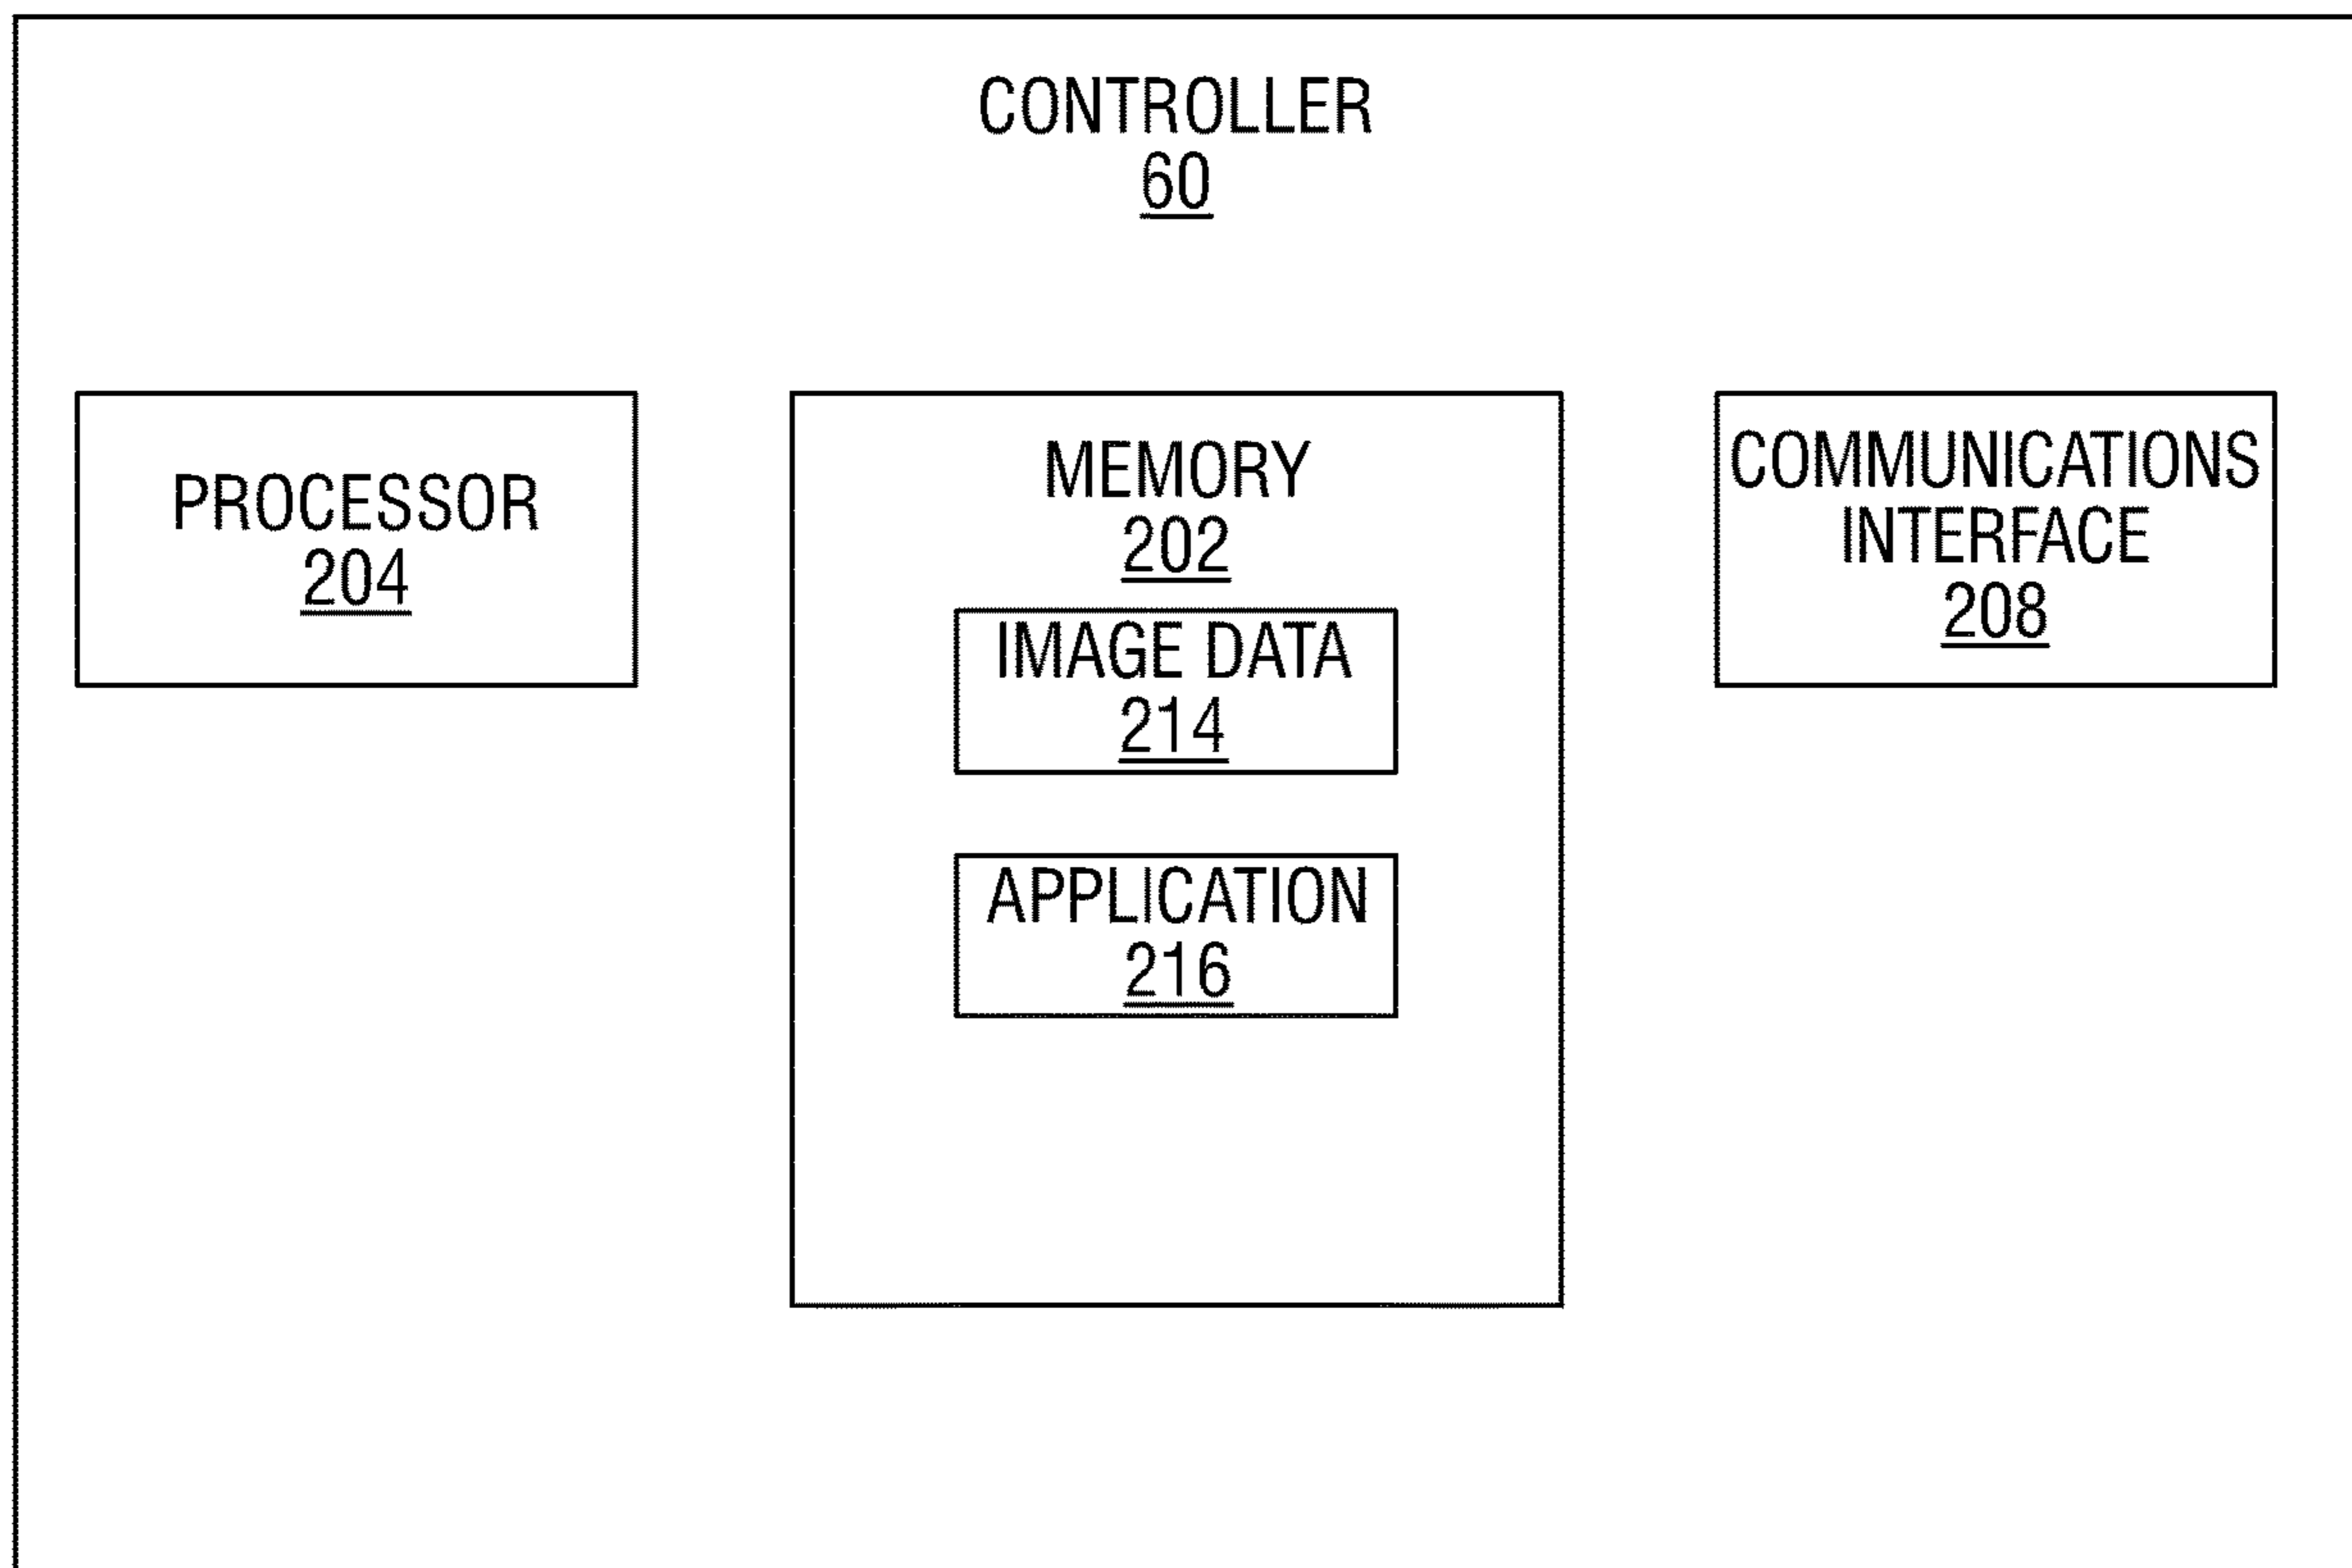 CONTROLLER
60
PROCESSOR
204
MEMORY
202
IMAGE DATA
214
APPLICATION
216
COMMUNICATIONS
INTERFACE
208